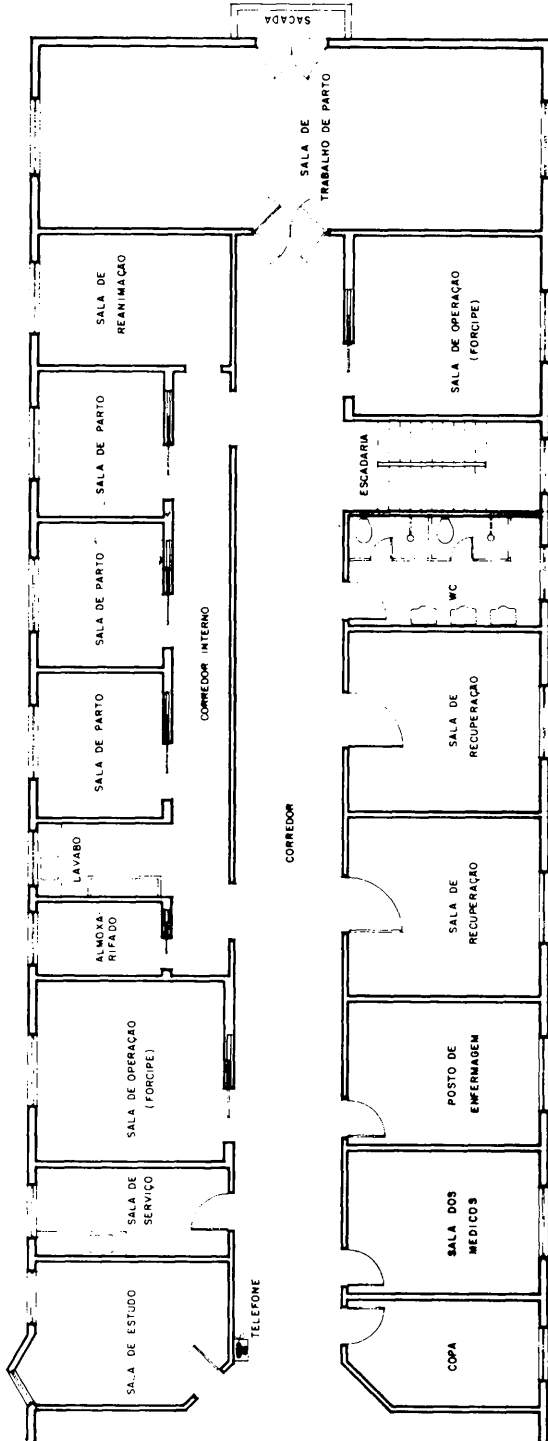 SACADA
SALA DE
TRABALHO DE PARTO
SALA DE
REANIMAÇÃO
SALA DE OPERAÇÃO
(FORCIPE)
SALA DE PARTO
ESCADARIA
SALA DE PARTO
WC
CORREDOR INTERNO
SALA DE PARTO
SALA DE
RECUPERAÇÃO
LAVABO
CORREDOR
ALMOXA-
RIFADO
SALA DE
RECUPERAÇÃO
SALA DE OPERAÇÃO
(FORCIPE)
POSTO DE
ENFERMAGEM
SALA DE
SERVIÇO
SALA DOS
MEDICOS
TELEFONE
SALA DE ESTUDO
COPA